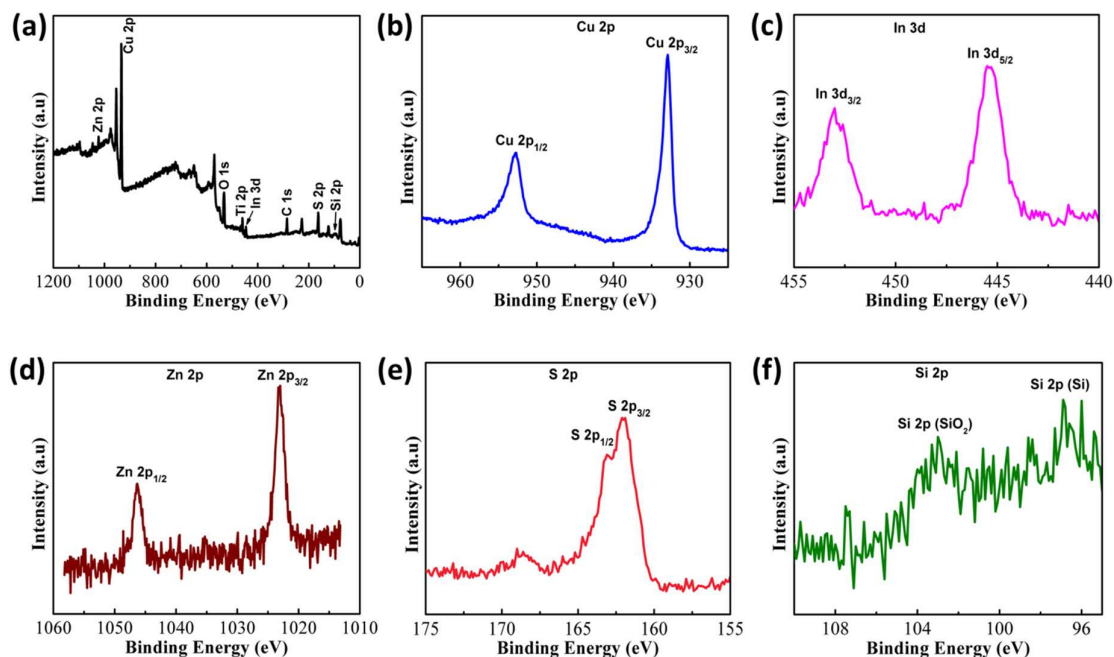 (a)
Cu 2p
Zn 2p
O 1s
Ti 2p
In 3d
C 1s
S 2p
Si 2p
Intensity (a.u)
1200 1000 800 600 400 200 0
Binding Energy (eV)
(b)
Cu 2p
Cu 2p3/2
Cu 2p1/2
Intensity (a.u)
960 950 940 930
Binding Energy (eV)
(c)
In 3d
In 3d5/2
In 3d3/2
Intensity (a.u)
455 450 445 440
Binding Energy (eV)
(d)
Zn 2p
Zn 2p3/2
Zn 2p1/2
Intensity (a.u)
1060 1050 1040 1030 1020 1010
Binding Energy (eV)
(e)
S 2p
S 2p3/2
S 2p1/2
Intensity (a.u)
175 170 165 160 155
Binding Energy (eV)
(f)
Si 2p
Si 2p (Si)
Si 2p (SiO2)
Intensity (a.u)
108 104 100 96
Binding Energy (eV)